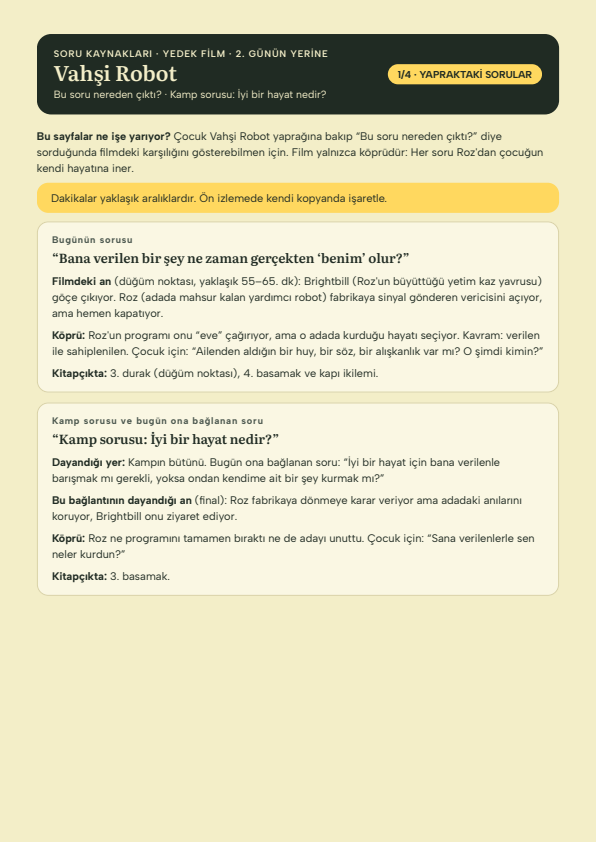 SORU KAYNAKLARI · YEDEK FİLM · 2. GÜNÜN YERİNE
Vahşi Robot
Bu soru nereden çıktı? · Kamp sorusu: İyi bir hayat nedir?
1/4 · YAPRAKTAKİ SORULAR
Bu sayfalar ne işe yarıyor? Çocuk Vahşi Robot yaprağına bakıp “Bu soru nereden çıktı?” diye
sorduğunda filmdeki karşılığını gösterebilmen için. Film yalnızca köprüdür: Her soru Roz'dan çocuğun
kendi hayatına iner.
Dakikalar yaklaşık aralıklardır. Ön izlemede kendi kopyanda işaretle.
Bugünün sorusu
“Bana verilen bir şey ne zaman gerçekten ‘benim’ olur?”
Filmdeki an (düğüm noktası, yaklaşık 55–65. dk): Brightbill (Roz'un büyüttüğü yetim kaz yavrusu)
göçe çıkıyor. Roz (adada mahsur kalan yardımcı robot) fabrikaya sinyal gönderen vericisini açıyor,
ama hemen kapatıyor.
Köprü: Roz'un programı onu “eve” çağırıyor, ama o adada kurduğu hayatı seçiyor. Kavram: verilen
ile sahiplenilen. Çocuk için: “Ailenden aldığın bir huy, bir söz, bir alışkanlık var mı? O şimdi kimin?”
Kitapçıkta: 3. durak (düğüm noktası), 4. basamak ve kapı ikilemi.
Kamp sorusu ve bugün ona bağlanan soru
“Kamp sorusu: İyi bir hayat nedir?”
Dayandığı yer: Kampın bütünü. Bugün ona bağlanan soru: “İyi bir hayat için bana verilenle
barışmak mı gerekli, yoksa ondan kendime ait bir şey kurmak mı?”
Bu bağlantının dayandığı an (final): Roz fabrikaya dönmeye karar veriyor ama adadaki anılarını
koruyor, Brightbill onu ziyaret ediyor.
Köprü: Roz ne programını tamamen bıraktı ne de adayı unuttu. Çocuk için: “Sana verilenlerle sen
neler kurdun?”
Kitapçıkta: 3. basamak.